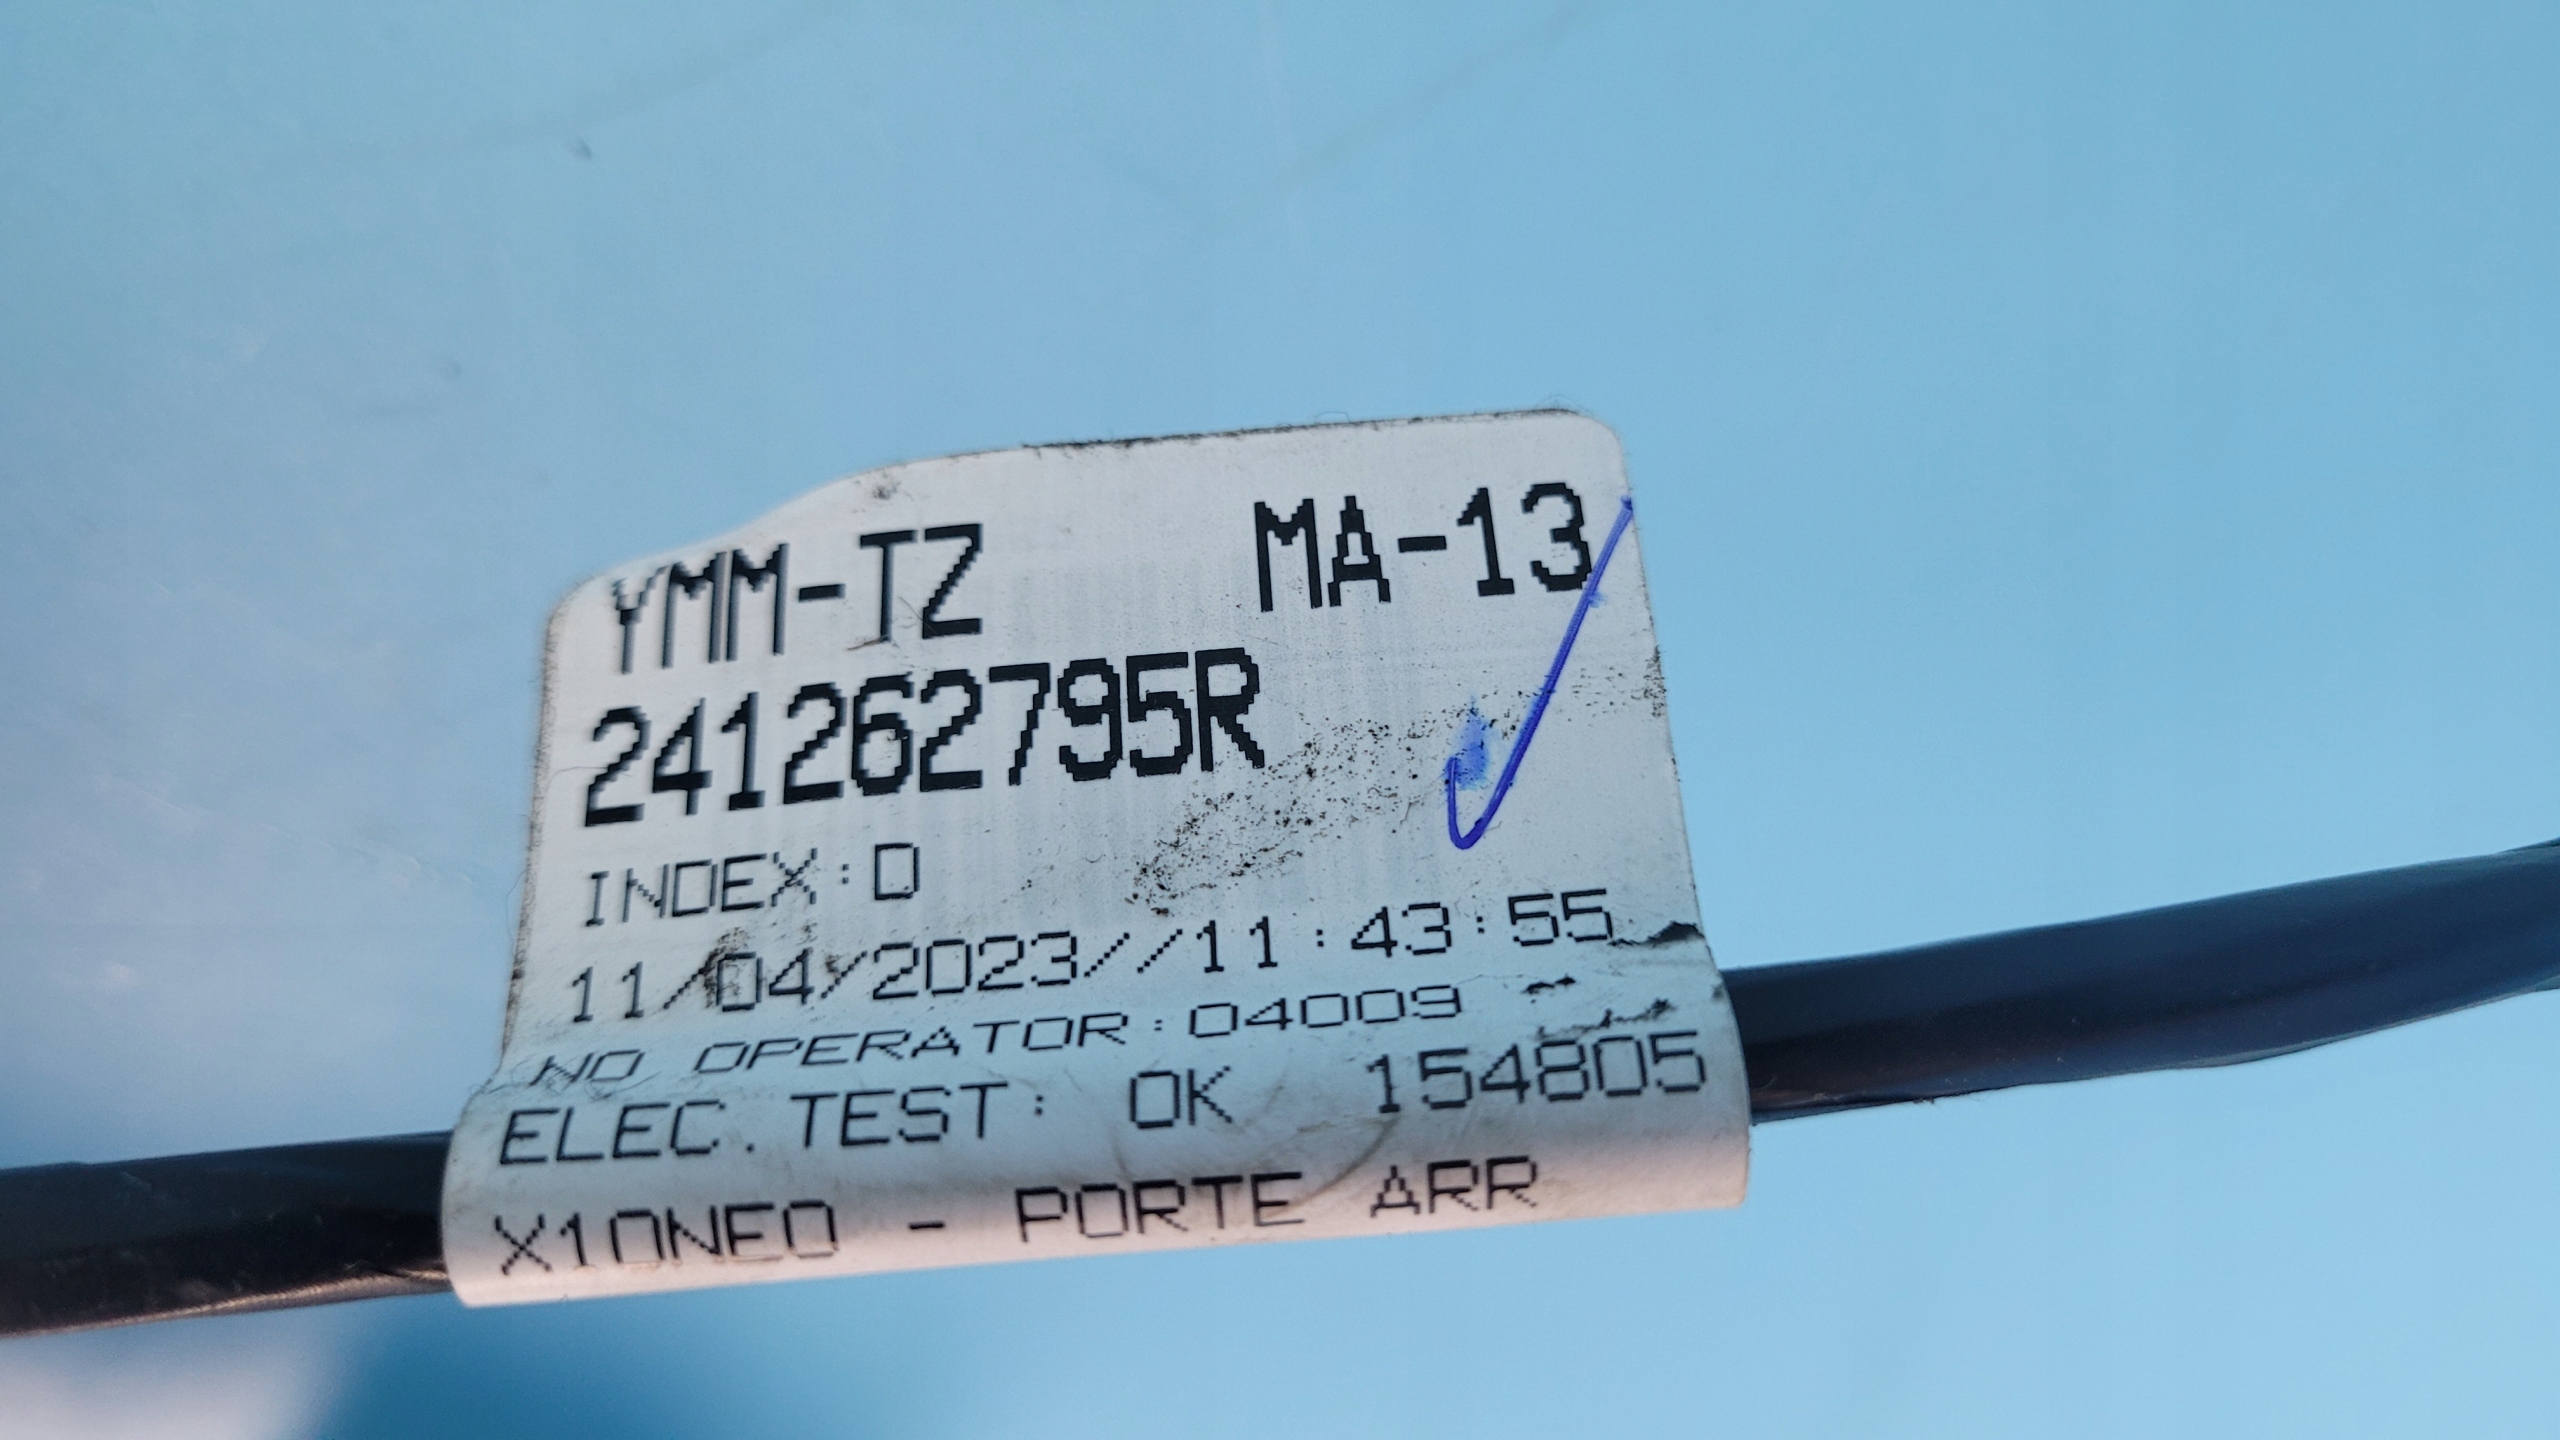 YMM-TZ MA-13
241262795R
INDEX:D
11/04/2023//11:43:55
NO OPERATOR:04009
ELEC.TEST: OK 154805
X10NEO - PORTE ARR